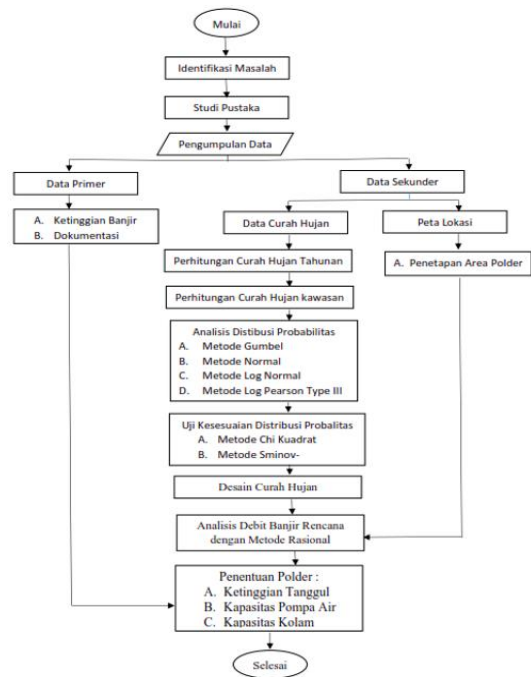 Mulai
Identifikasi Masalah
Studi Pustaka
Pengumpulan Data
Data Primer
Data Sekunder
A. Ketinggian Banjir
B. Dokumentasi
Data Curah Hujan
Peta Lokasi
Perhitungan Curah Hujan Tahunan
A. Penetapan Area Polder
Perhitungan Curah Hujan kawasan
Analisis Distibusi Probabilitas
A. Metode Gumbel
B. Metode Normal
C. Metode Log Normal
D. Metode Log Pearson Type III
Uji Kesesuaian Distribusi Probalitas
A. Metode Chi Kuadrat
B. Metode Sminov-
Desain Curah Hujan
Analisis Debit Banjir Rencana
dengan Metode Rasional
Penentuan Polder :
A. Ketinggian Tanggul
B. Kapasitas Pompa Air
C. Kapasitas Kolam
Selesai